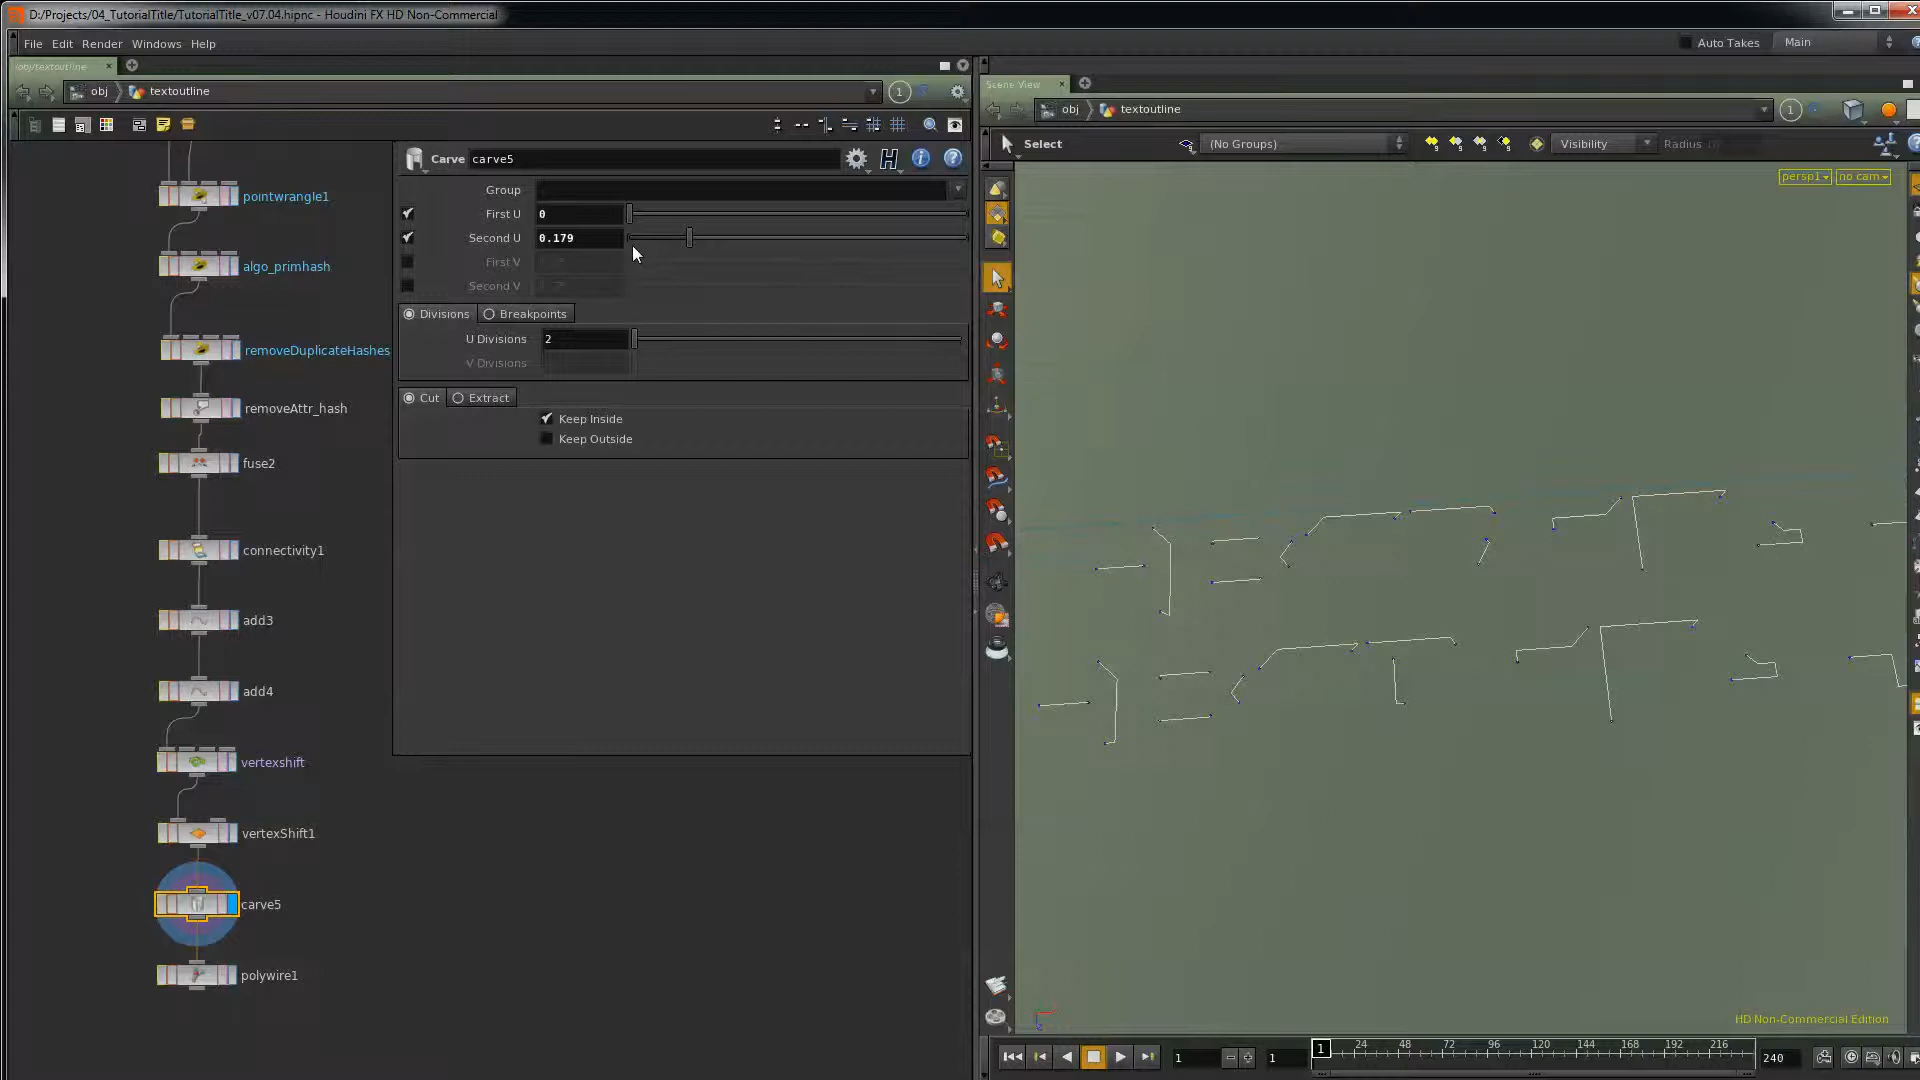 D:/Projects/04_TutorialTitle/TutorialTitle_v07.04.hipnc - Houdini FX HD Non-Commercial
File Edit Render Windows Help
Auto Takes Main
/obj/textoutline
obj textoutline 1
Scene View
obj textoutline 1
Select (No Groups) Visibility Radius
persp1 no cam
Carve carve5
Group
First U 0
Second U 0.179
First V
Second V
Divisions Breakpoints
U Divisions 2
V Divisions
Cut Extract
Keep Inside
Keep Outside
pointwrangle1
algo_primhash
removeDuplicateHashes
removeAttr_hash
fuse2
connectivity1
add3
add4
vertexshift
vertexShift1
carve5
polywire1
HD Non-Commercial Edition
1 1 1 24 48 72 96 120 144 168 192 216 240